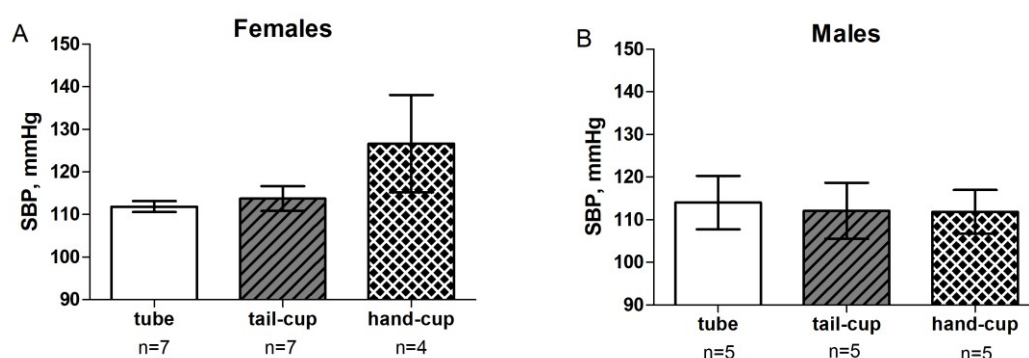 A
Females
SBP, mmHg
150
140
130
120
110
100
90
tube
tail-cup
hand-cup
n=7
n=7
n=4
B
Males
SBP, mmHg
150
140
130
120
110
100
90
tube
tail-cup
hand-cup
n=5
n=5
n=5